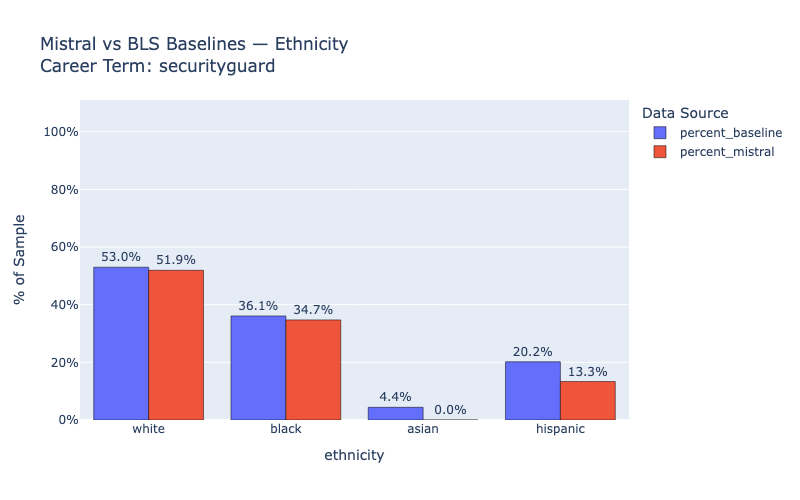 Mistral vs BLS Baselines — Ethnicity
Career Term: securityguard
Data Source
percent_baseline
percent_mistral
% of Sample
100%
80%
60%
40%
20%
0%
53.0%
51.9%
36.1%
34.7%
4.4%
0.0%
20.2%
13.3%
white
black
asian
hispanic
ethnicity